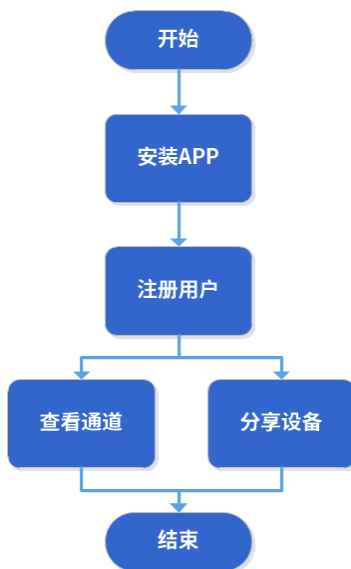 开始
安装APP
注册用户
查看通道
分享设备
结束